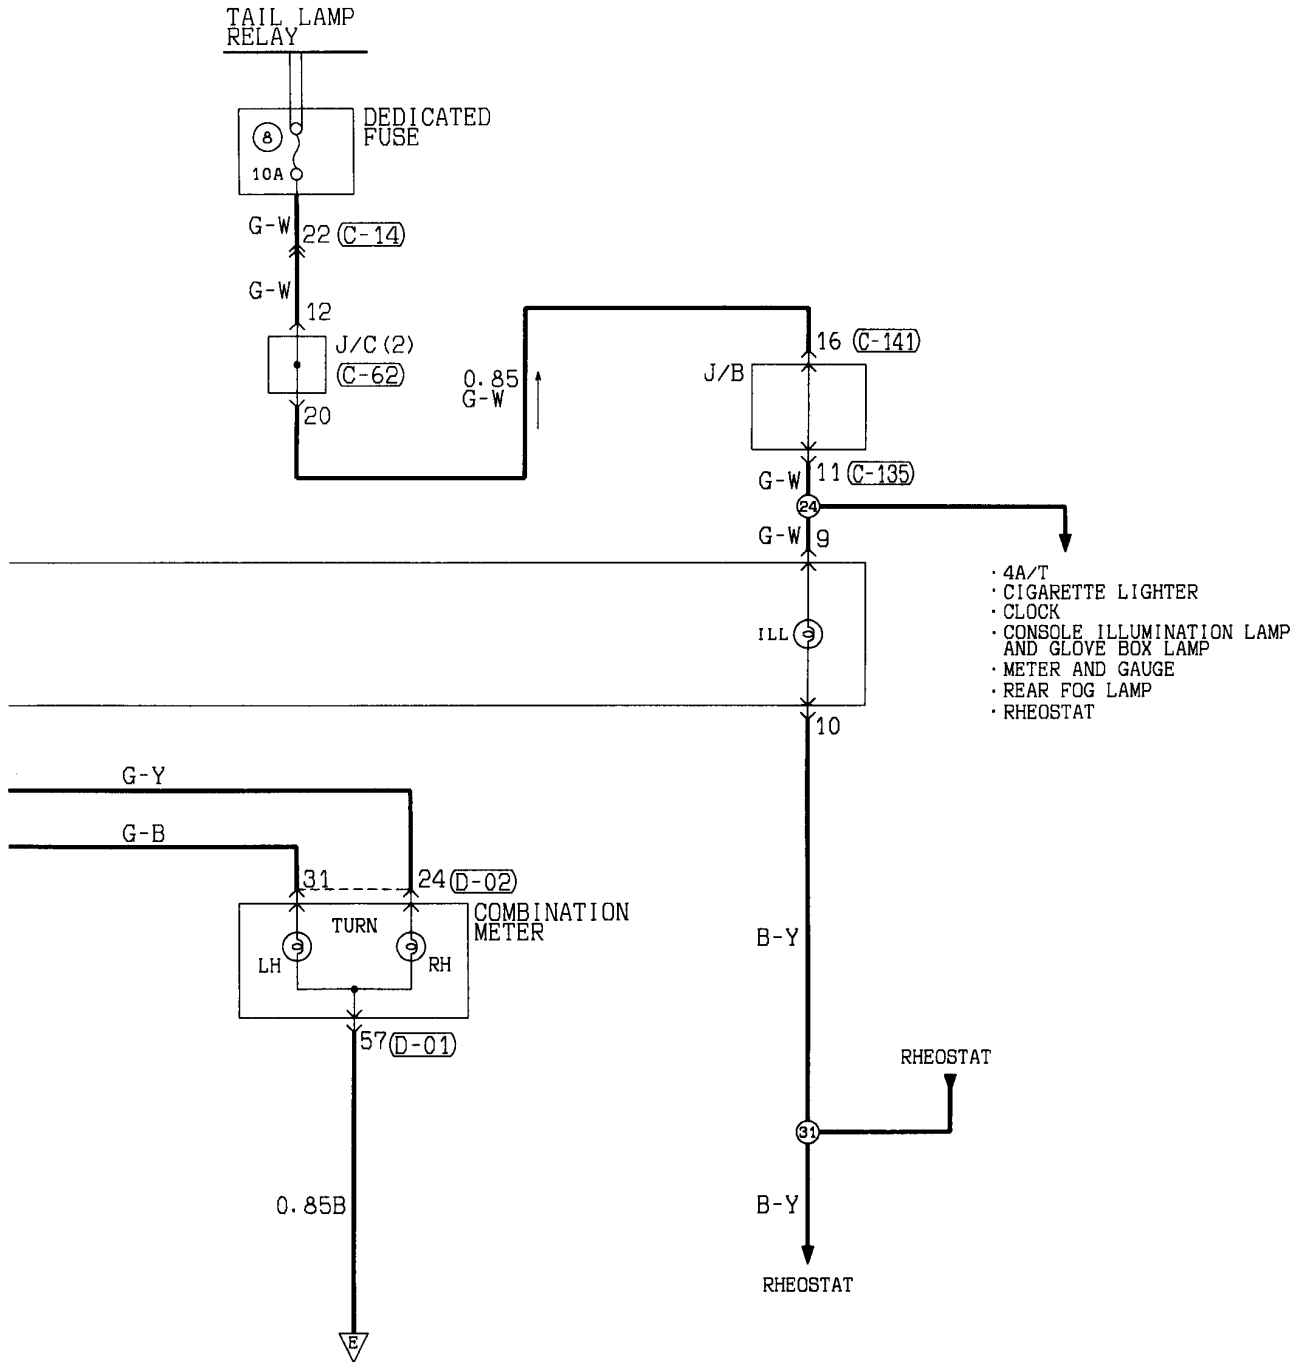 TAIL LAMP
RELAY
DEDICATED
FUSE
8
10A
G-W
22 C-14
G-W
12
J/C(2)
C-62
20
0.85
G-W
16 C-141
J/B
11 C-135
G-W
24
G-W 9
· 4A/T
· CIGARETTE LIGHTER
· CLOCK
· CONSOLE ILLUMINATION LAMP
AND GLOVE BOX LAMP
· METER AND GAUGE
· REAR FOG LAMP
· RHEOSTAT
ILL
10
G-Y
G-B
31
24 D-02
COMBINATION
METER
TURN
LH
RH
57 D-01
B-Y
RHEOSTAT
31
0.85B
B-Y
RHEOSTAT
E